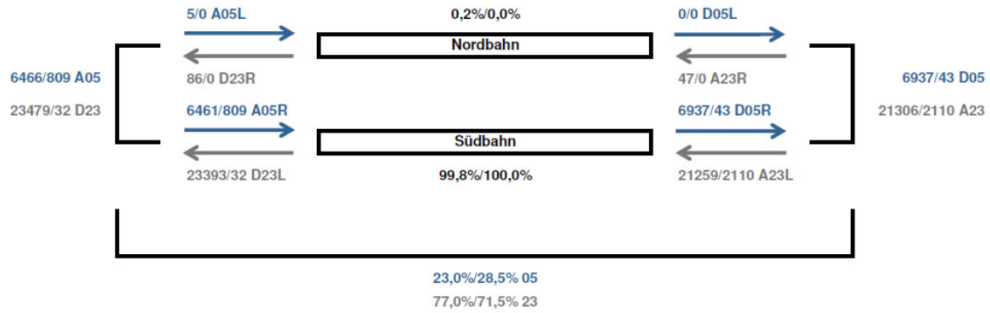 5/0 A05L
0,2%/0,0%
0/0 D05L
Nordbahn
86/0 D23R
47/0 A23R
6466/809 A05
23479/32 D23
6937/43 D05
21306/2110 A23
6461/809 A05R
6937/43 D05R
Südbahn
23393/32 D23L
99,8%/100,0%
21259/2110 A23L
23,0%/28,5% 05
77,0%/71,5% 23